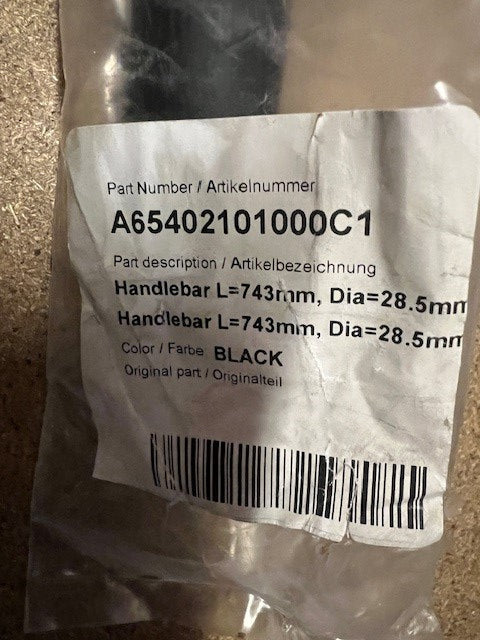 Part Number / Artikelnummer
A65402101000C1
Part description / Artikelbezeichnung
Handlebar L=743mm, Dia=28.5mm
Handlebar L=743mm, Dia=28.5mm
Color / Farbe BLACK
Original part / Originalteil